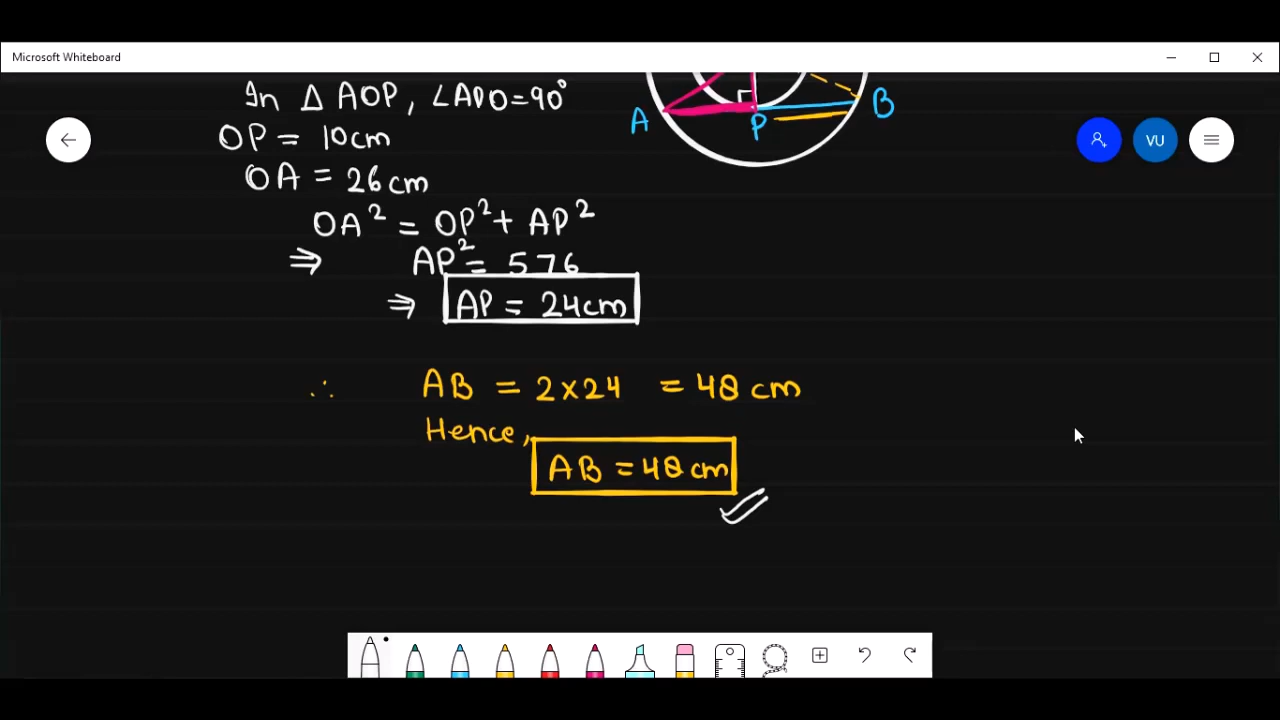 Microsoft Whiteboard
In Δ AOP, ∠APO=90°
OP = 10cm
OA = 26cm
OA² = OP² + AP²
⇒ AP² = 576
⇒ AP = 24cm
∴ AB = 2×24 = 48 cm
Hence,
AB = 48 cm
A
P
B
VU